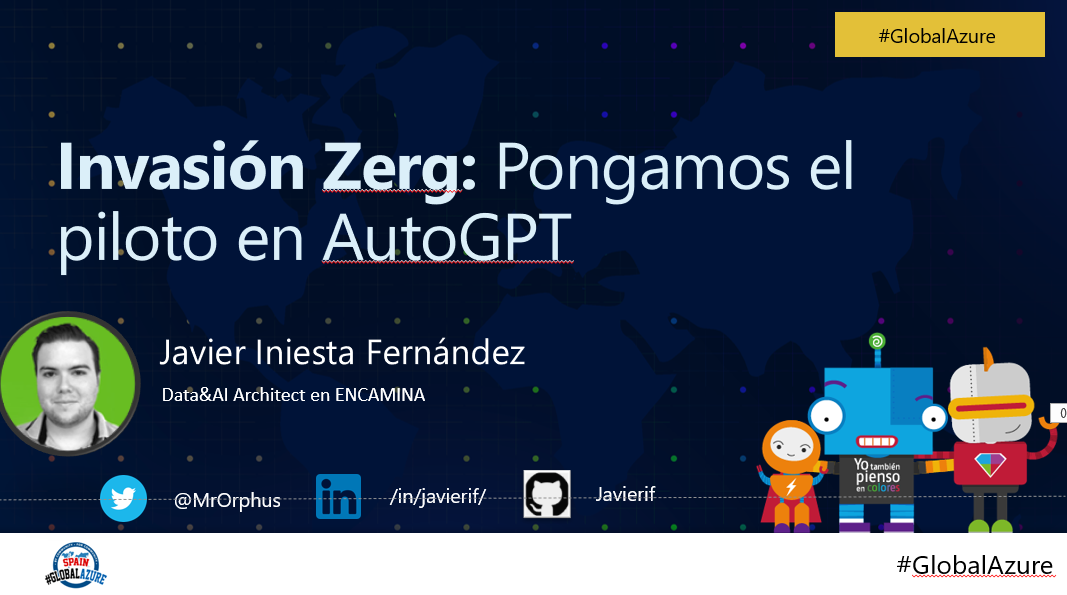 #GlobalAzure
Invasión Zerg: Pongamos el
piloto en AutoGPT
Javier Iniesta Fernández
Data&AI Architect en ENCAMINA
@MrOrphus
/in/javierif/
Javierif
Yo también
pienso
en colores
0
SPAIN
#GLOBALAZURE
#GlobalAzure